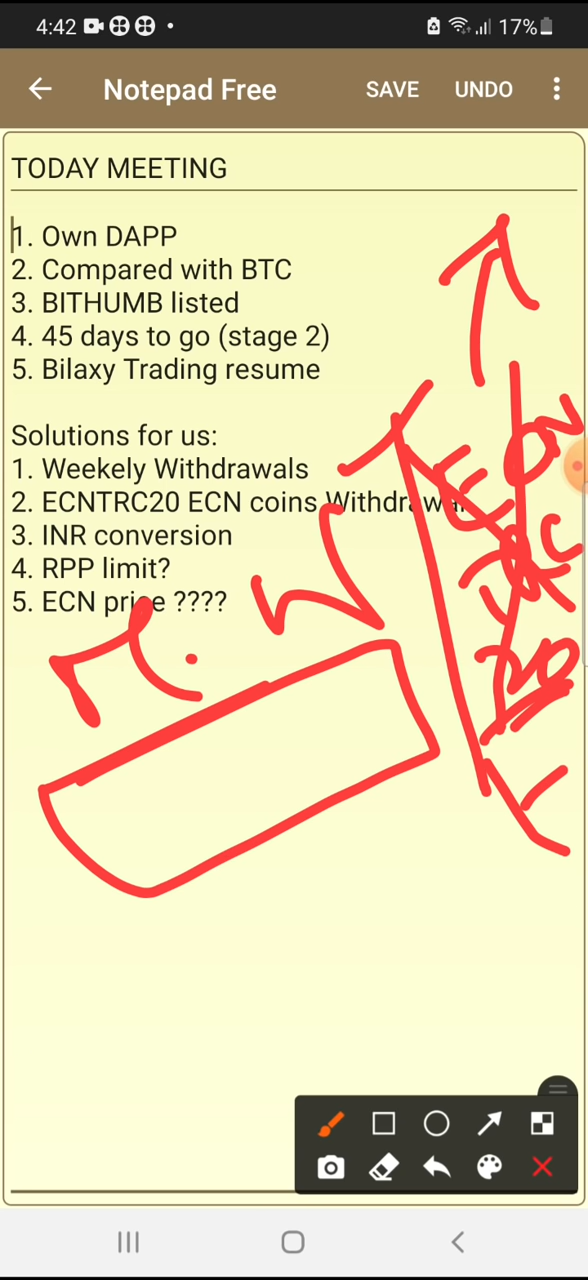 4:42 17%
Notepad Free SAVE UNDO
TODAY MEETING
1. Own DAPP
2. Compared with BTC
3. BITHUMB listed
4. 45 days to go (stage 2)
5. Bilaxy Trading resume
Solutions for us:
1. Weekely Withdrawals
2. ECNTRC20 ECN coins Withdrawal
3. INR conversion
4. RPP limit?
5. ECN price ????
M. W
20